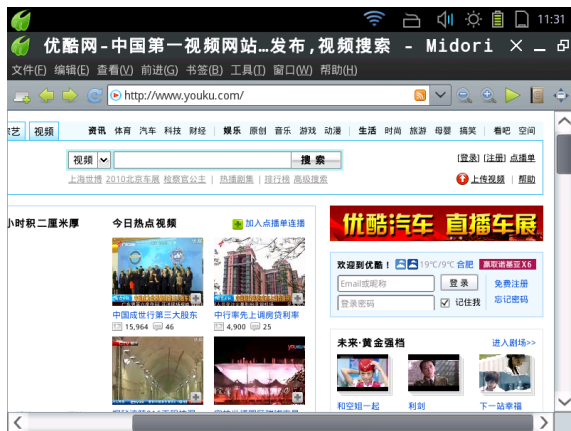 11:31
优酷网-中国第一视频网站...发布,视频搜索 - Midori
文件(F) 编辑(E) 查看(V) 前进(G) 书签(B) 工具(T) 窗口(W) 帮助(H)
http://www.youku.com/
综艺 视频 资讯 体育 汽车 科技 财经 | 娱乐 原创 音乐 游戏 动漫 | 生活 时尚 旅游 母婴 搞笑 | 看吧 空间
视频 搜索 [登录] [注册] 点播单
上海世博 2010北京车展 检察官公主 | 热播剧集 | 排行榜 高级搜索 上传视频 | 帮助
小时积二厘米厚 今日热点视频 加入点播单连播
优酷汽车 直播车展
欢迎到优酷! 19℃/9℃ 合肥 赢取诺基亚X6
Email或昵称 登录 免费注册
登录密码 记住我 忘记密码
中国成世行第三大股东 中行率先上调房贷利率
15,964 46 4,900 25
未来·黄金强档 进入剧场>>
和空姐一起 利剑 下一站幸福